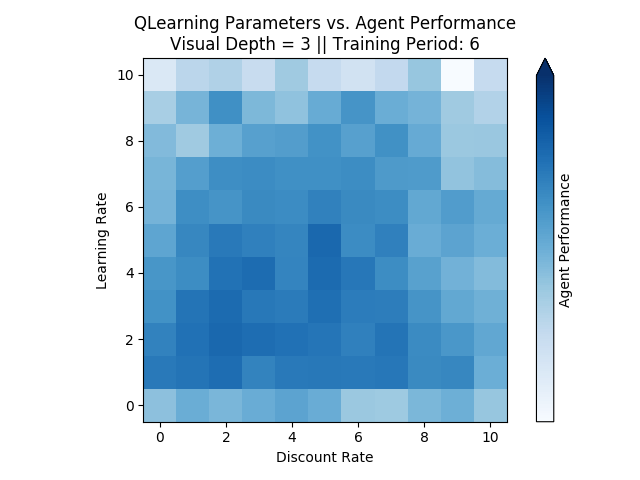 QLearning Parameters vs. Agent Performance
Visual Depth = 3 || Training Period: 6
10
8
6
4
2
0
Learning Rate
0 2 4 6 8 10
Discount Rate
Agent Performance